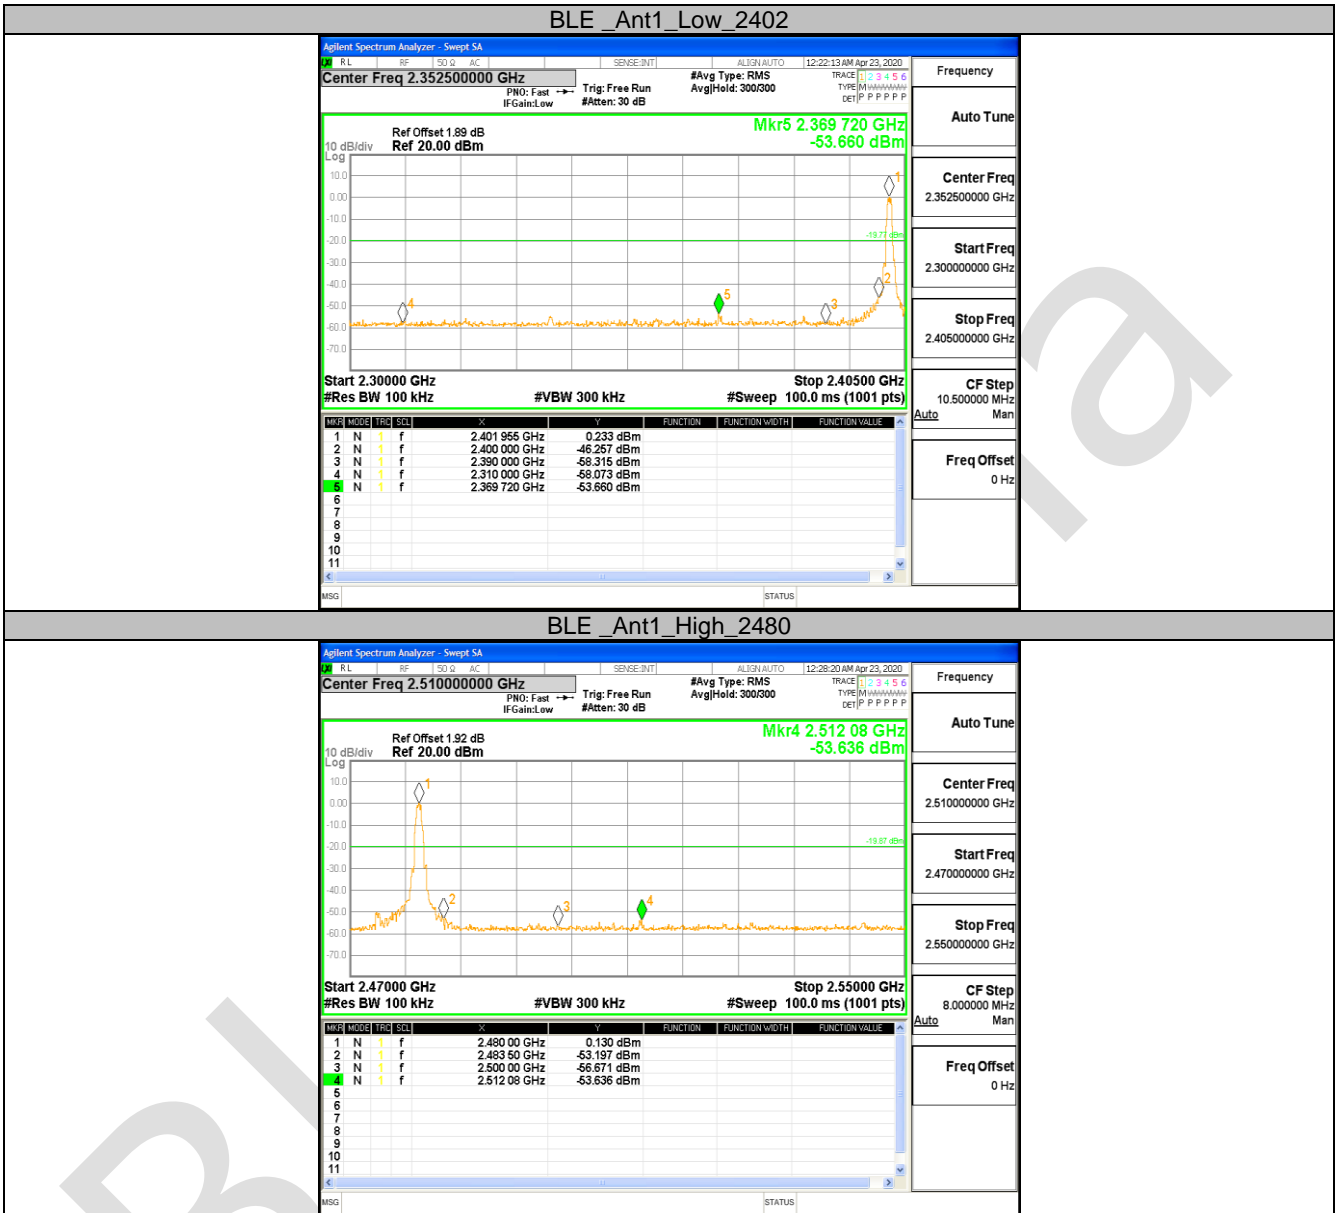 BLE _Ant1_Low_2402
Agilent Spectrum Analyzer - Swept SA
LXI RL RF 50 Ω AC SENSE:INT ALIGN AUTO 12:22:13 AM Apr 23, 2020
Center Freq 2.352500000 GHz
PNO: Fast
IFGain:Low
Trig: Free Run
#Atten: 30 dB
#Avg Type: RMS
Avg|Hold: 300/300
TRACE 1 2 3 4 5 6
TYPE M WWWWW
DET P P P P P P
Mkr5 2.369 720 GHz
-53.660 dBm
Ref Offset 1.89 dB
10 dB/div Ref 20.00 dBm
Log
10.0
0.00
-10.0
-20.0
-30.0
-40.0
-50.0
-60.0
-70.0
-19.77 dBm
1
2
3
4
5
Start 2.30000 GHz Stop 2.40500 GHz
#Res BW 100 kHz #VBW 300 kHz #Sweep 100.0 ms (1001 pts)
MKR MODE TRC SCL X Y FUNCTION FUNCTION WIDTH FUNCTION VALUE
1 N 1 f 2.401 955 GHz 0.233 dBm
2 N 1 f 2.400 000 GHz -46.257 dBm
3 N 1 f 2.390 000 GHz -58.315 dBm
4 N 1 f 2.310 000 GHz -58.073 dBm
5 N 1 f 2.369 720 GHz -53.660 dBm
6
7
8
9
10
11
MSG STATUS
Frequency
Auto Tune
Center Freq
2.352500000 GHz
Start Freq
2.300000000 GHz
Stop Freq
2.405000000 GHz
CF Step
10.500000 MHz
Auto Man
Freq Offset
0 Hz
BLE _Ant1_High_2480
Agilent Spectrum Analyzer - Swept SA
LXI RL RF 50 Ω AC SENSE:INT ALIGN AUTO 12:28:20 AM Apr 23, 2020
Center Freq 2.510000000 GHz
PNO: Fast
IFGain:Low
Trig: Free Run
#Atten: 30 dB
#Avg Type: RMS
Avg|Hold: 300/300
TRACE 1 2 3 4 5 6
TYPE M WWWWW
DET P P P P P P
Mkr4 2.512 08 GHz
-53.636 dBm
Ref Offset 1.92 dB
10 dB/div Ref 20.00 dBm
Log
10.0
0.00
-10.0
-20.0
-30.0
-40.0
-50.0
-60.0
-70.0
-19.87 dBm
1
2
3
4
Start 2.47000 GHz Stop 2.55000 GHz
#Res BW 100 kHz #VBW 300 kHz #Sweep 100.0 ms (1001 pts)
MKR MODE TRC SCL X Y FUNCTION FUNCTION WIDTH FUNCTION VALUE
1 N 1 f 2.480 00 GHz 0.130 dBm
2 N 1 f 2.483 50 GHz -53.197 dBm
3 N 1 f 2.500 00 GHz -56.671 dBm
4 N 1 f 2.512 08 GHz -53.636 dBm
5
6
7
8
9
10
11
MSG STATUS
Frequency
Auto Tune
Center Freq
2.510000000 GHz
Start Freq
2.470000000 GHz
Stop Freq
2.550000000 GHz
CF Step
8.000000 MHz
Auto Man
Freq Offset
0 Hz